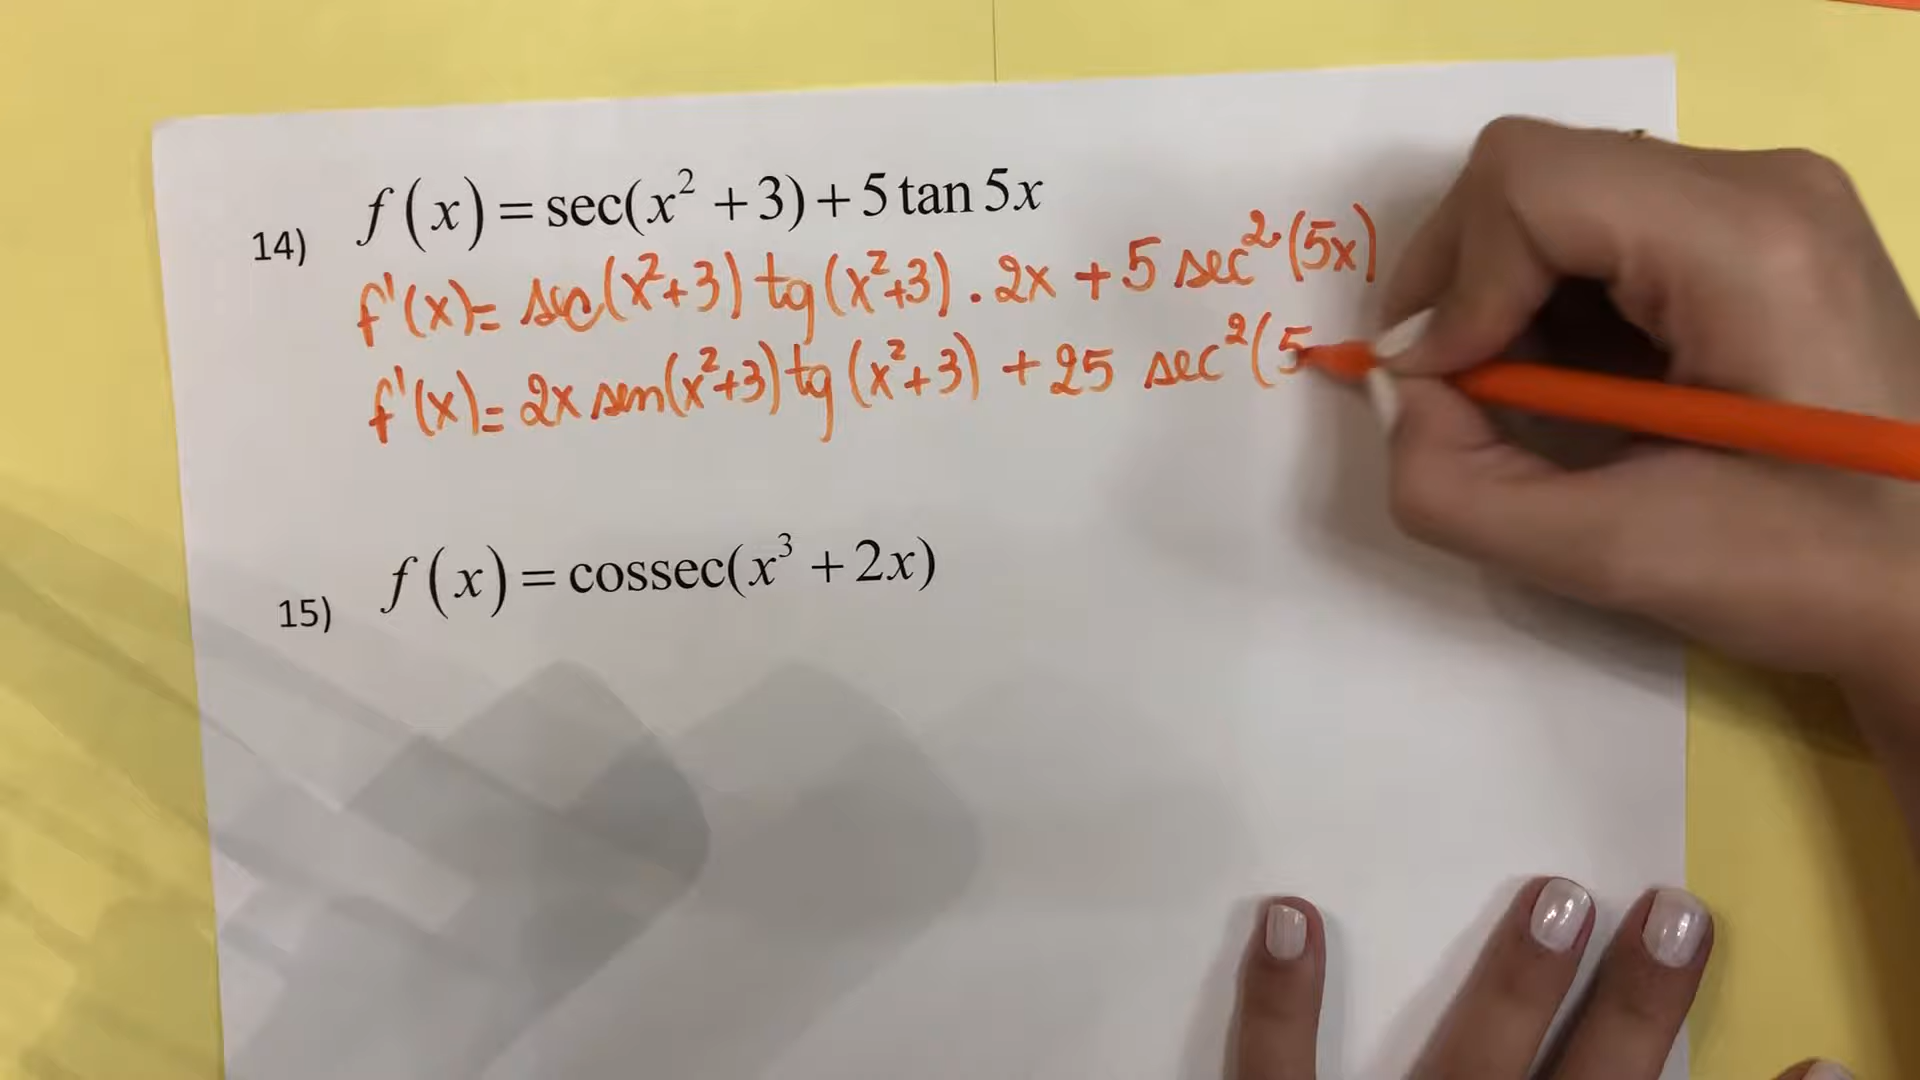 14) f(x) = sec(x² + 3) + 5 tan 5x
f'(x) = sec(x²+3) tg(x²+3) . 2x + 5 sec²(5x)
f'(x) = 2x sen(x²+3) tg(x²+3) + 25 sec²(5
15) f(x) = cossec(x³ + 2x)